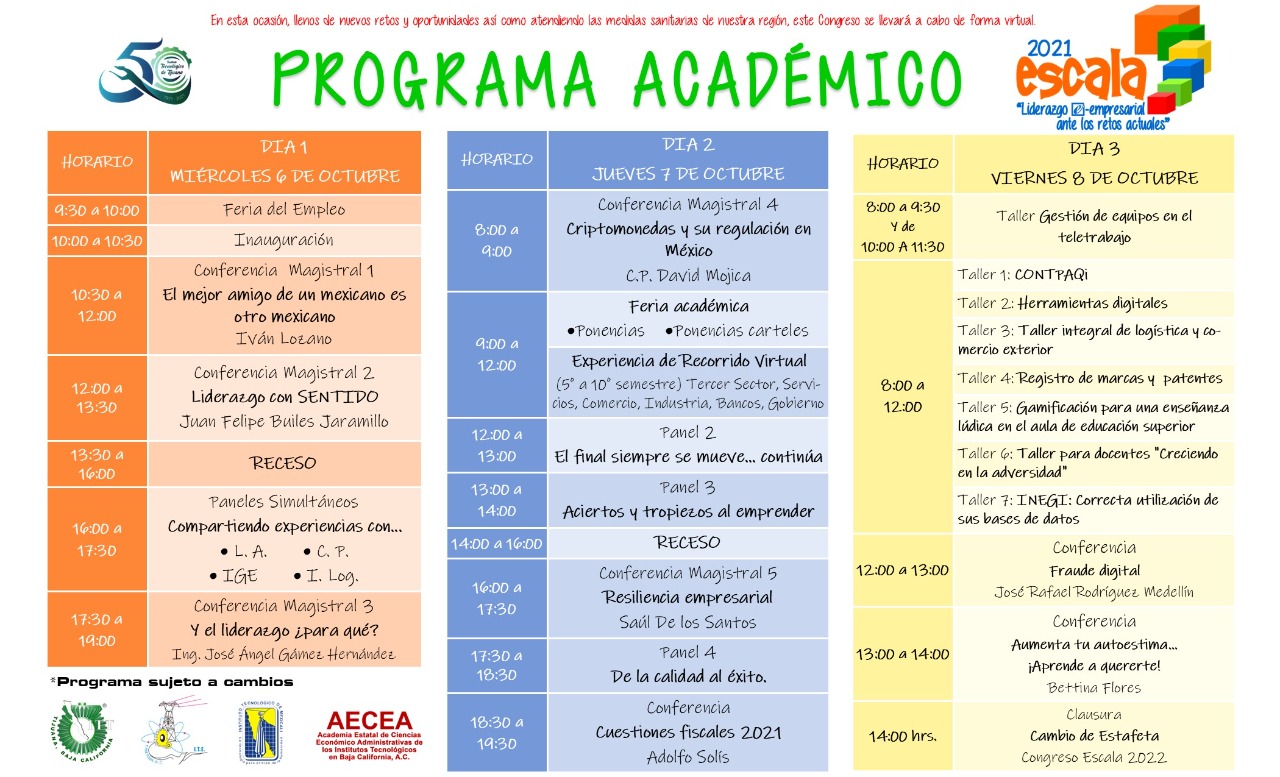 En esta ocasión, llenos de nuevos retos y oportunidades así como atendiendo las medidas sanitarias de nuestra región, este Congreso se llevará a cabo de forma virtual.
50
Instituto
Tecnológico
de Tijuana
PROGRAMA ACADÉMICO
2021
escala
"Liderazgo e-empresarial
ante los retos actuales"
HORARIO
DIA 1
MIÉRCOLES 6 DE OCTUBRE
9:30 a 10:00
Feria del Empleo
10:00 a 10:30
Inauguración
10:30 a
12:00
Conferencia Magistral 1
El mejor amigo de un mexicano es
otro mexicano
Iván Lozano
12:00 a
13:30
Conferencia Magistral 2
Liderazgo con SENTIDO
Juan Felipe Builes Jaramillo
13:30 a
16:00
RECESO
16:00 a
17:30
Paneles Simultáneos
Compartiendo experiencias con...
• L. A. • C. P.
• IGE • I. Log.
17:30 a
19:00
Conferencia Magistral 3
Y el liderazgo ¿para qué?
Ing. José Ángel Gámez Hernández
*Programa sujeto a cambios
HORARIO
DIA 2
JUEVES 7 DE OCTUBRE
8:00 a
9:00
Conferencia Magistral 4
Criptomonedas y su regulación en
México
C.P. David Mojica
9:00 a
12:00
Feria académica
•Ponencias •Ponencias carteles
Experiencia de Recorrido Virtual
(5° a 10° semestre) Tercer Sector, Servi-
cios, Comercio, Industria, Bancos, Gobierno
12:00 a
13:00
Panel 2
El final siempre se mueve... continúa
13:00 a
14:00
Panel 3
Aciertos y tropiezos al emprender
14:00 a 16:00
RECESO
16:00 a
17:30
Conferencia Magistral 5
Resiliencia empresarial
Saúl De los Santos
17:30 a
18:30
Panel 4
De la calidad al éxito.
18:30 a
19:30
Conferencia
Cuestiones fiscales 2021
Adolfo Solís
HORARIO
DIA 3
VIERNES 8 DE OCTUBRE
8:00 a 9:30
Y de
10:00 A 11:30
Taller Gestión de equipos en el
teletrabajo
8:00 a
12:00
Taller 1: CONTPAQi
Taller 2: Herramientas digitales
Taller 3: Taller integral de logística y co-
mercio exterior
Taller 4: Registro de marcas y patentes
Taller 5: Gamificación para una enseñanza
lúdica en el aula de educación superior
Taller 6: Taller para docentes "Creciendo
en la adversidad"
Taller 7: INEGI: Correcta utilización de
sus bases de datos
12:00 a 13:00
Conferencia
Fraude digital
José Rafael Rodríguez Medellín
13:00 a 14:00
Conferencia
Aumenta tu autoestima...
¡Aprende a quererte!
Bettina Flores
14:00 hrs.
Clausura
Cambio de Estafeta
Congreso Escala 2022
TIJUANA, BAJA CALIFORNIA
I.T.E.
AECEA
Academia Estatal de Ciencias
Económico Administrativas de
los Institutos Tecnológicos
en Baja California, A.C.